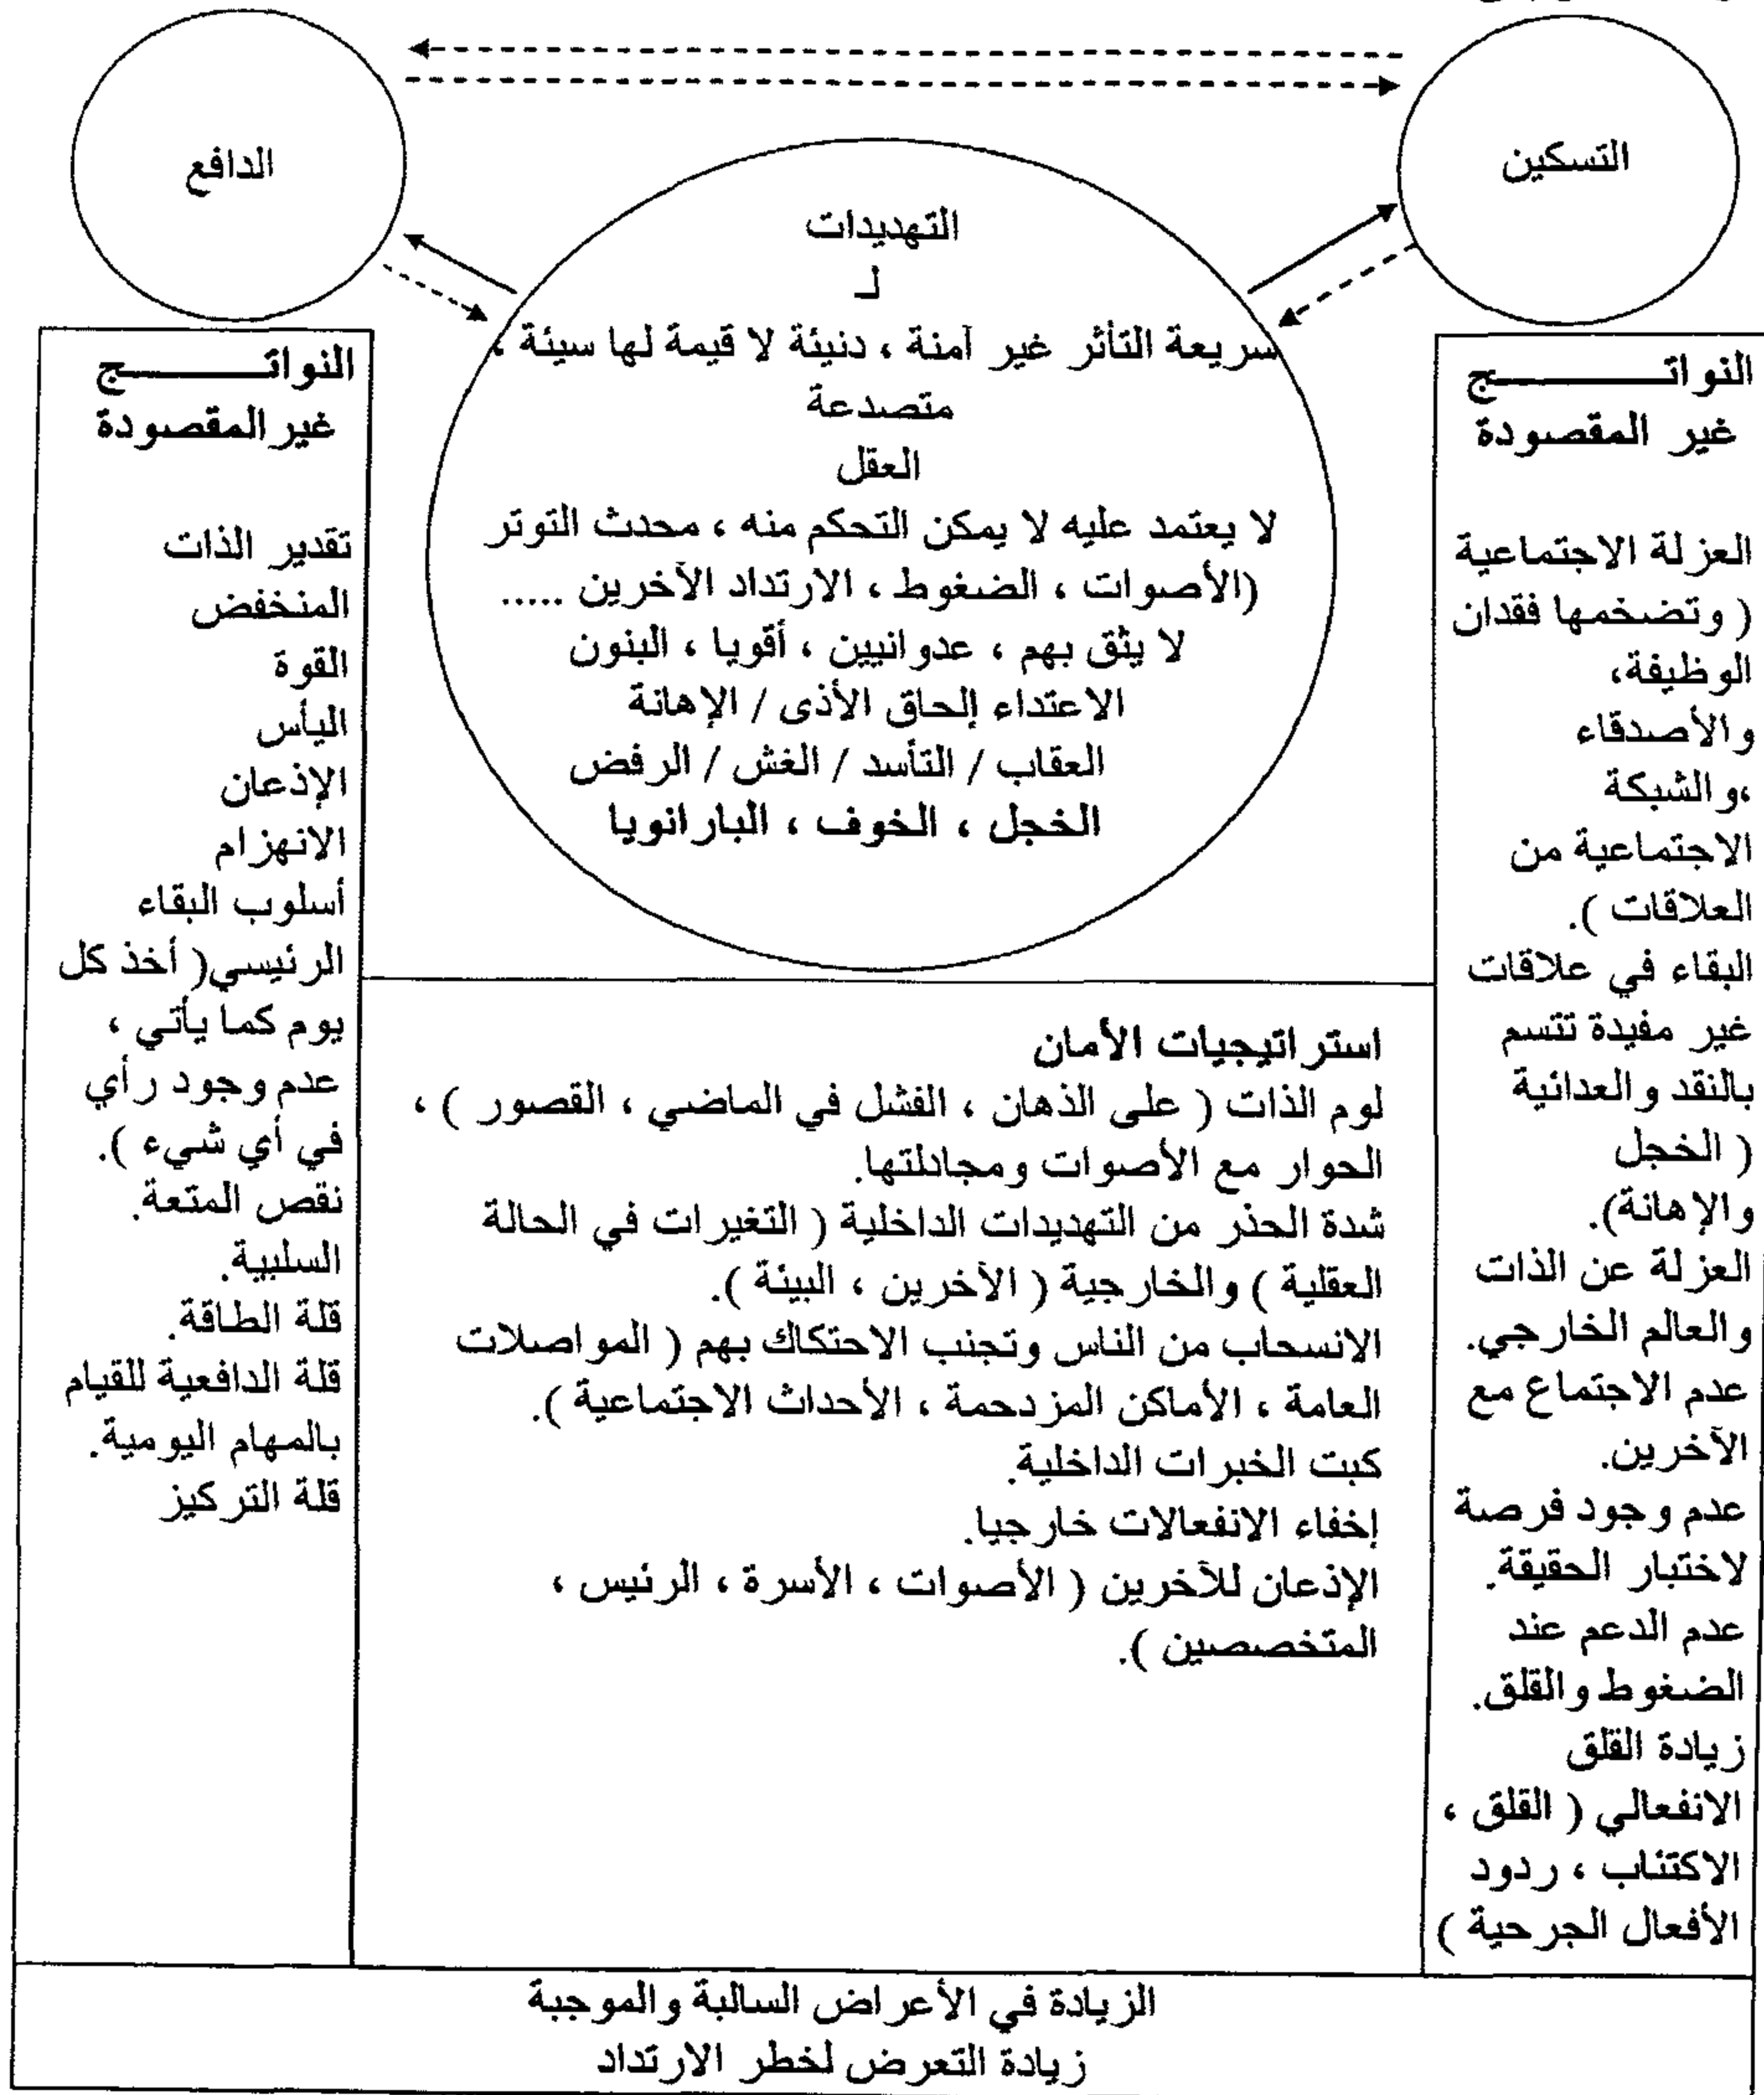 التسكين
الدافع
التهديدات
لـ
سريعة التأثر غير آمنة ، دنيئة لا قيمة لها سيئة ،
متصدعة
العقل
لا يعتمد عليه لا يمكن التحكم منه ، محدث التوتر
(الأصوات ، الضغوط ، الارتداد الآخرين .....
لا يثق بهم ، عدوانيين ، أقويا ، البنون
الاعتداء إلحاق الأذى / الإهانة
العقاب / التأسد / الغش / الرفض
الخجل ، الخوف ، البارانويا
النواتــــــــج
غير المقصودة
العزلة الاجتماعية
( وتضخمها فقدان
الوظيفة،
والأصدقاء
،والشبكة
الاجتماعية من
العلاقات ).
البقاء في علاقات
غير مفيدة تتسم
بالنقد والعدائية
( الخجل
والإهانة).
العزلة عن الذات
والعالم الخارجي.
عدم الاجتماع مع
الآخرين.
عدم وجود فرصة
لاختبار الحقيقة.
عدم الدعم عند
الضغوط والقلق.
زيادة القلق
الانفعالي ( القلق ،
الاكتئاب ، ردود
الأفعال الجرحية )
استراتيجيات الأمان
لوم الذات ( على الذهان ، الفشل في الماضي ، القصور ) ،
الحوار مع الأصوات ومجادلتها.
شدة الحذر من التهديدات الداخلية ( التغيرات في الحالة
العقلية ) والخارجية ( الآخرين ، البيئة ).
الانسحاب من الناس وتجنب الاحتكاك بهم ( المواصلات
العامة ، الأماكن المزدحمة ، الأحداث الاجتماعية ).
كبت الخبرات الداخلية.
إخفاء الانفعالات خارجيا.
الإذعان للآخرين ( الأصوات ، الأسرة ، الرئيس ،
المتخصصين ).
النواتــــــــج
غير المقصودة
تقدير الذات
المنخفض
القوة
اليأس
الإذعان
الانهزام
أسلوب البقاء
الرئيسي( أخذ كل
يوم كما يأتي ،
عدم وجود رأي
في أي شيء ).
نقص المتعة.
السلبية.
قلة الطاقة.
قلة الدافعية للقيام
بالمهام اليومية.
قلة التركيز
الزيادة في الأعراض السالبة والموجبة
زيادة التعرض لخطر الارتداد